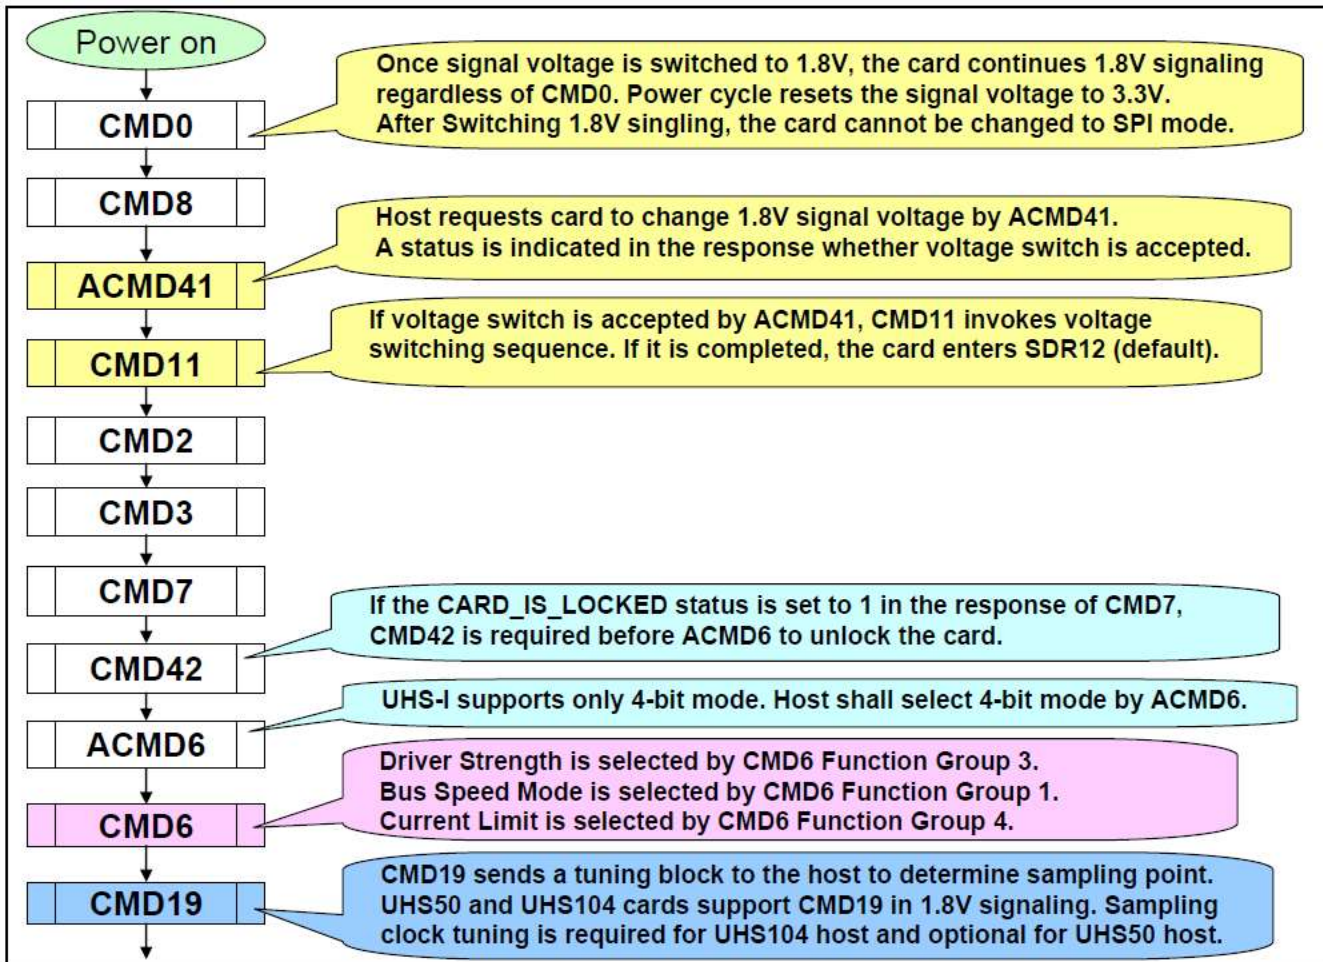 Power on
CMD0
Once signal voltage is switched to 1.8V, the card continues 1.8V signaling
regardless of CMD0. Power cycle resets the signal voltage to 3.3V.
After Switching 1.8V singling, the card cannot be changed to SPI mode.
CMD8
ACMD41
Host requests card to change 1.8V signal voltage by ACMD41.
A status is indicated in the response whether voltage switch is accepted.
CMD11
If voltage switch is accepted by ACMD41, CMD11 invokes voltage
switching sequence. If it is completed, the card enters SDR12 (default).
CMD2
CMD3
CMD7
CMD42
If the CARD_IS_LOCKED status is set to 1 in the response of CMD7,
CMD42 is required before ACMD6 to unlock the card.
ACMD6
UHS-I supports only 4-bit mode. Host shall select 4-bit mode by ACMD6.
CMD6
Driver Strength is selected by CMD6 Function Group 3.
Bus Speed Mode is selected by CMD6 Function Group 1.
Current Limit is selected by CMD6 Function Group 4.
CMD19
CMD19 sends a tuning block to the host to determine sampling point.
UHS50 and UHS104 cards support CMD19 in 1.8V signaling. Sampling
clock tuning is required for UHS104 host and optional for UHS50 host.